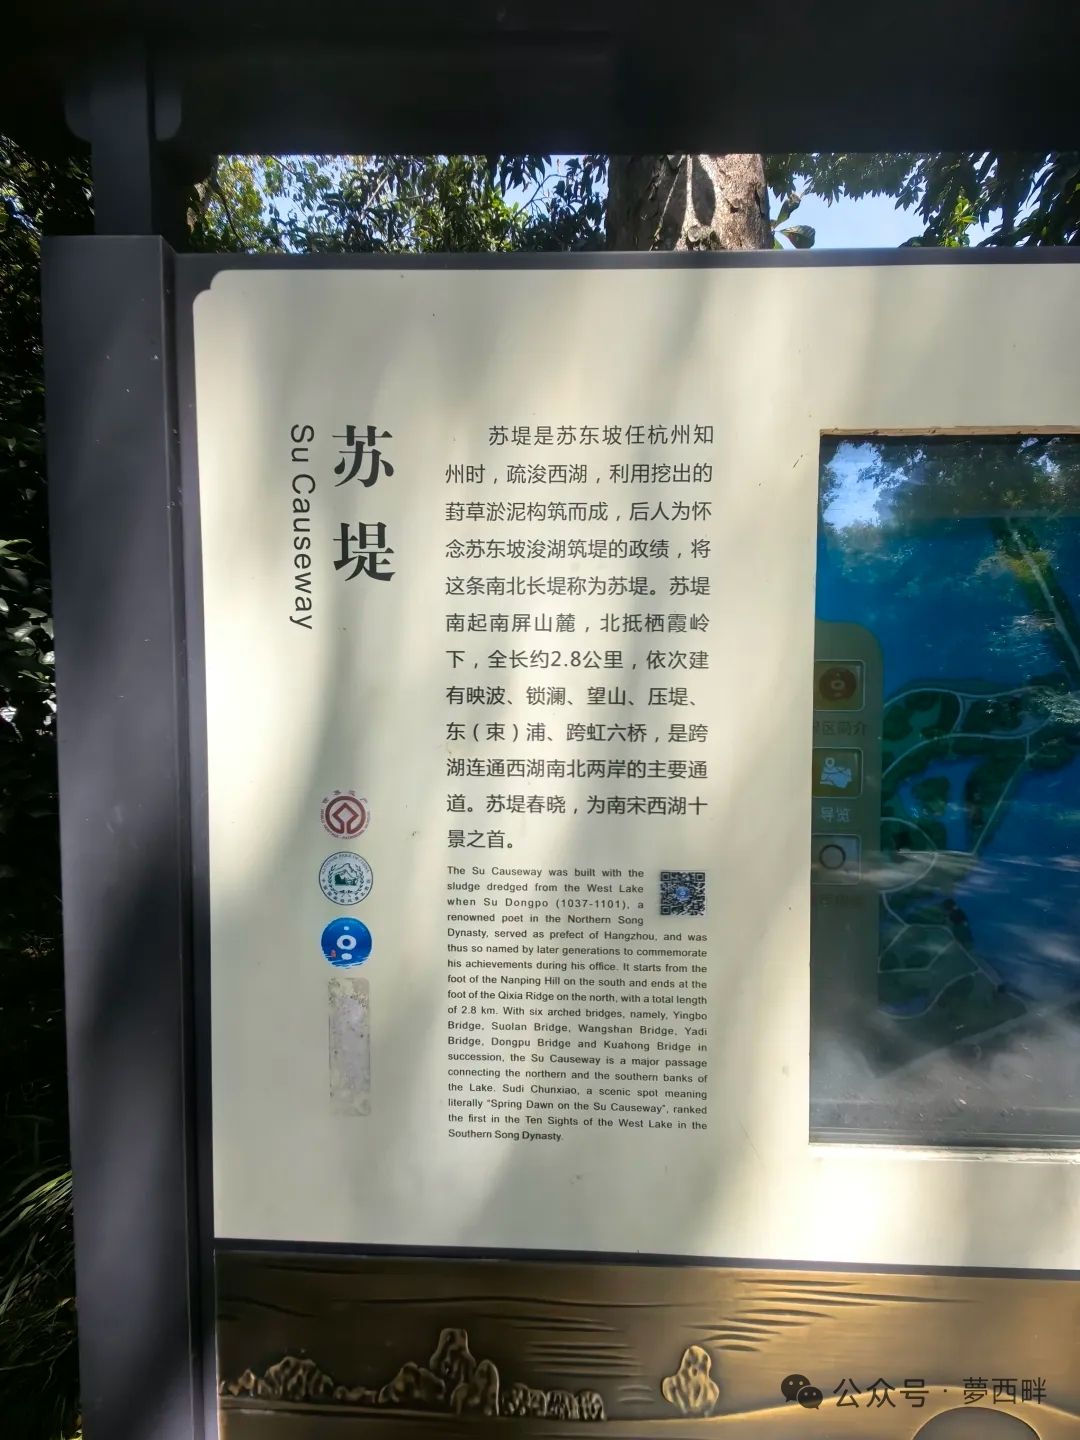 苏堤
Su Causeway
苏堤是苏东坡任杭州知
州时，疏浚西湖，利用挖出的
葑草淤泥构筑而成，后人为怀
念苏东坡浚湖筑堤的政绩，将
这条南北长堤称为苏堤。苏堤
南起南屏山麓，北抵栖霞岭
下，全长约2.8公里，依次建
有映波、锁澜、望山、压堤、
东（束）浦、跨虹六桥，是跨
湖连通西湖南北两岸的主要通
道。苏堤春晓，为南宋西湖十
景之首。
The Su Causeway was built with the
sludge dredged from the West Lake
when Su Dongpo (1037-1101), a
renowned poet in the Northern Song
Dynasty, served as prefect of Hangzhou, and was
thus so named by later generations to commemorate
his achievements during his office. It starts from the
foot of the Nanping Hill on the south and ends at the
foot of the Qixia Ridge on the north, with a total length
of 2.8 km. With six arched bridges, namely, Yingbo
Bridge, Suolan Bridge, Wangshan Bridge, Yadi
Bridge, Dongpu Bridge and Kuahong Bridge in
succession, the Su Causeway is a major passage
connecting the northern and the southern banks of
the Lake. Sudi Chunxiao, a scenic spot meaning
literally "Spring Dawn on the Su Causeway", ranked
the first in the Ten Sights of the West Lake in the
Southern Song Dynasty.
区简介
导览
公众号·夢西畔